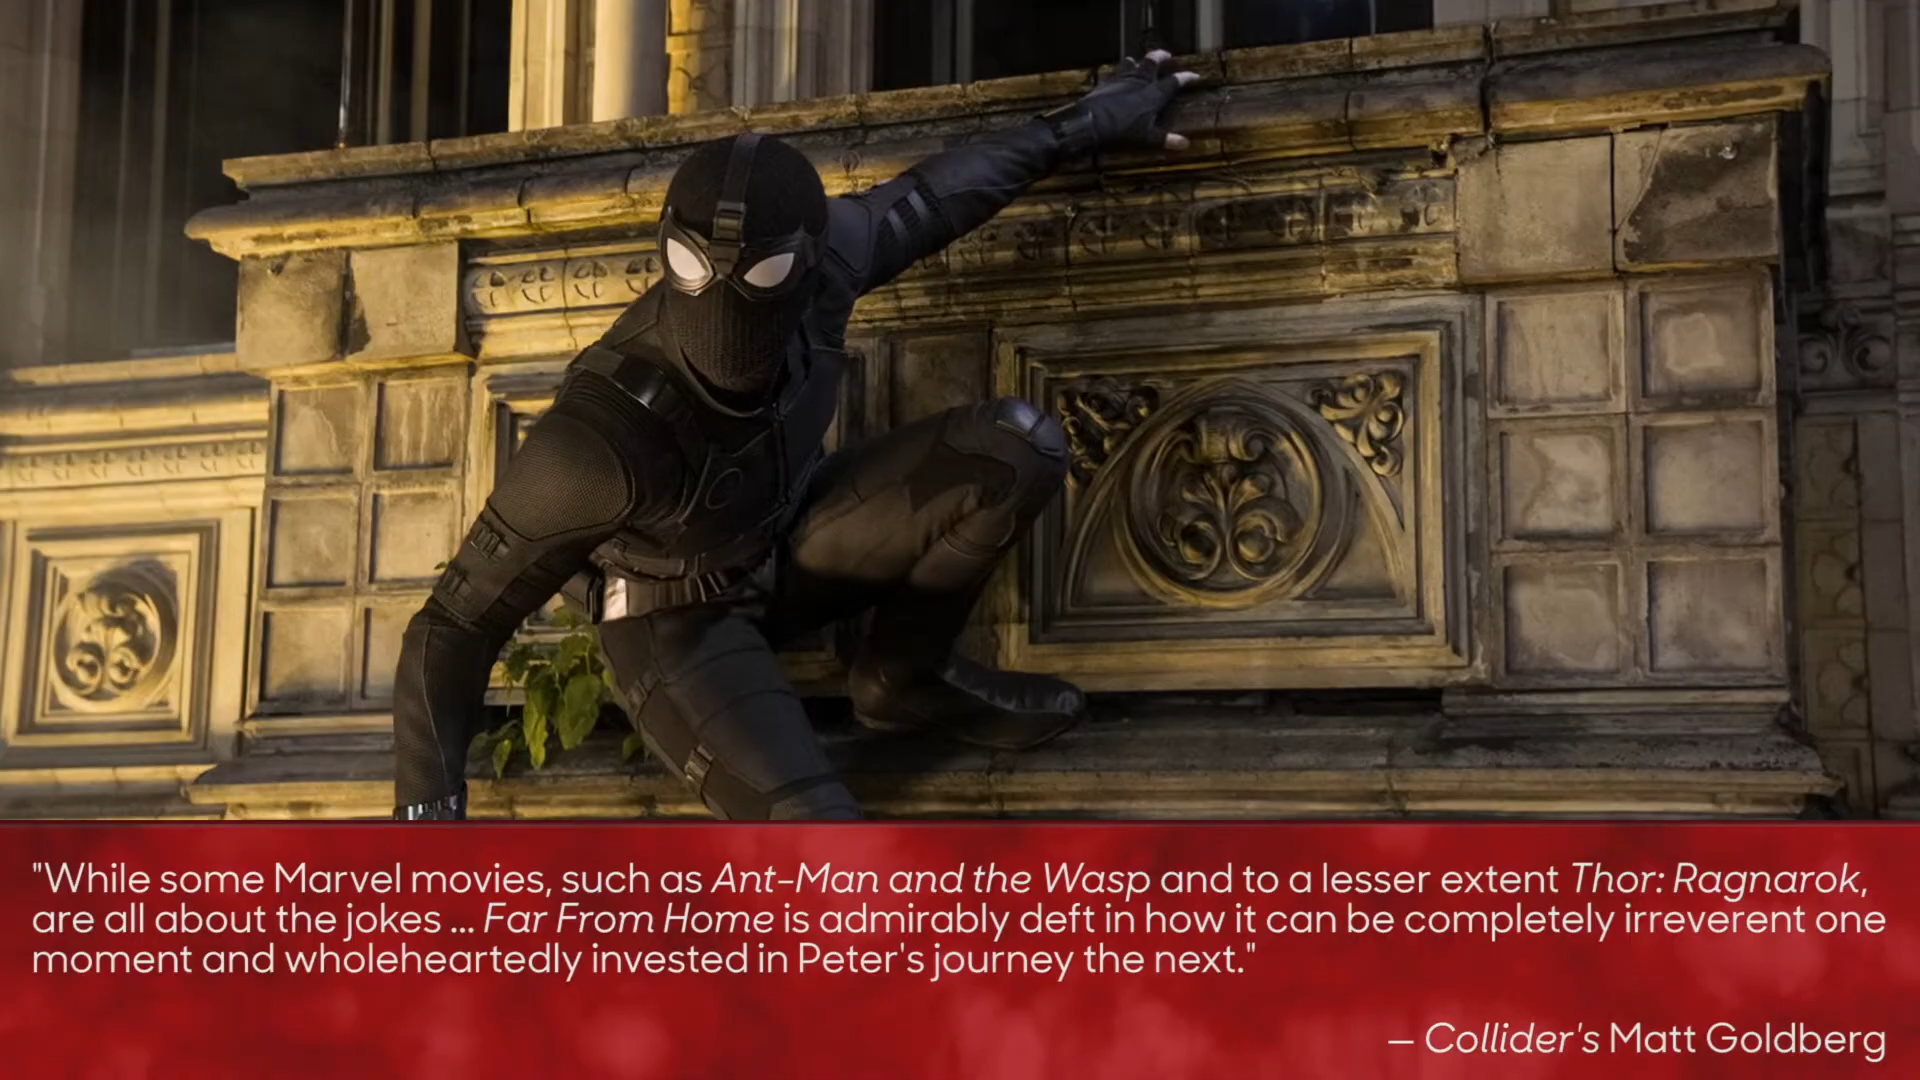 "While some Marvel movies, such as Ant-Man and the Wasp and to a lesser extent Thor: Ragnarok,
are all about the jokes ... Far From Home is admirably deft in how it can be completely irreverent one
moment and wholeheartedly invested in Peter's journey the next."
— Collider's Matt Goldberg